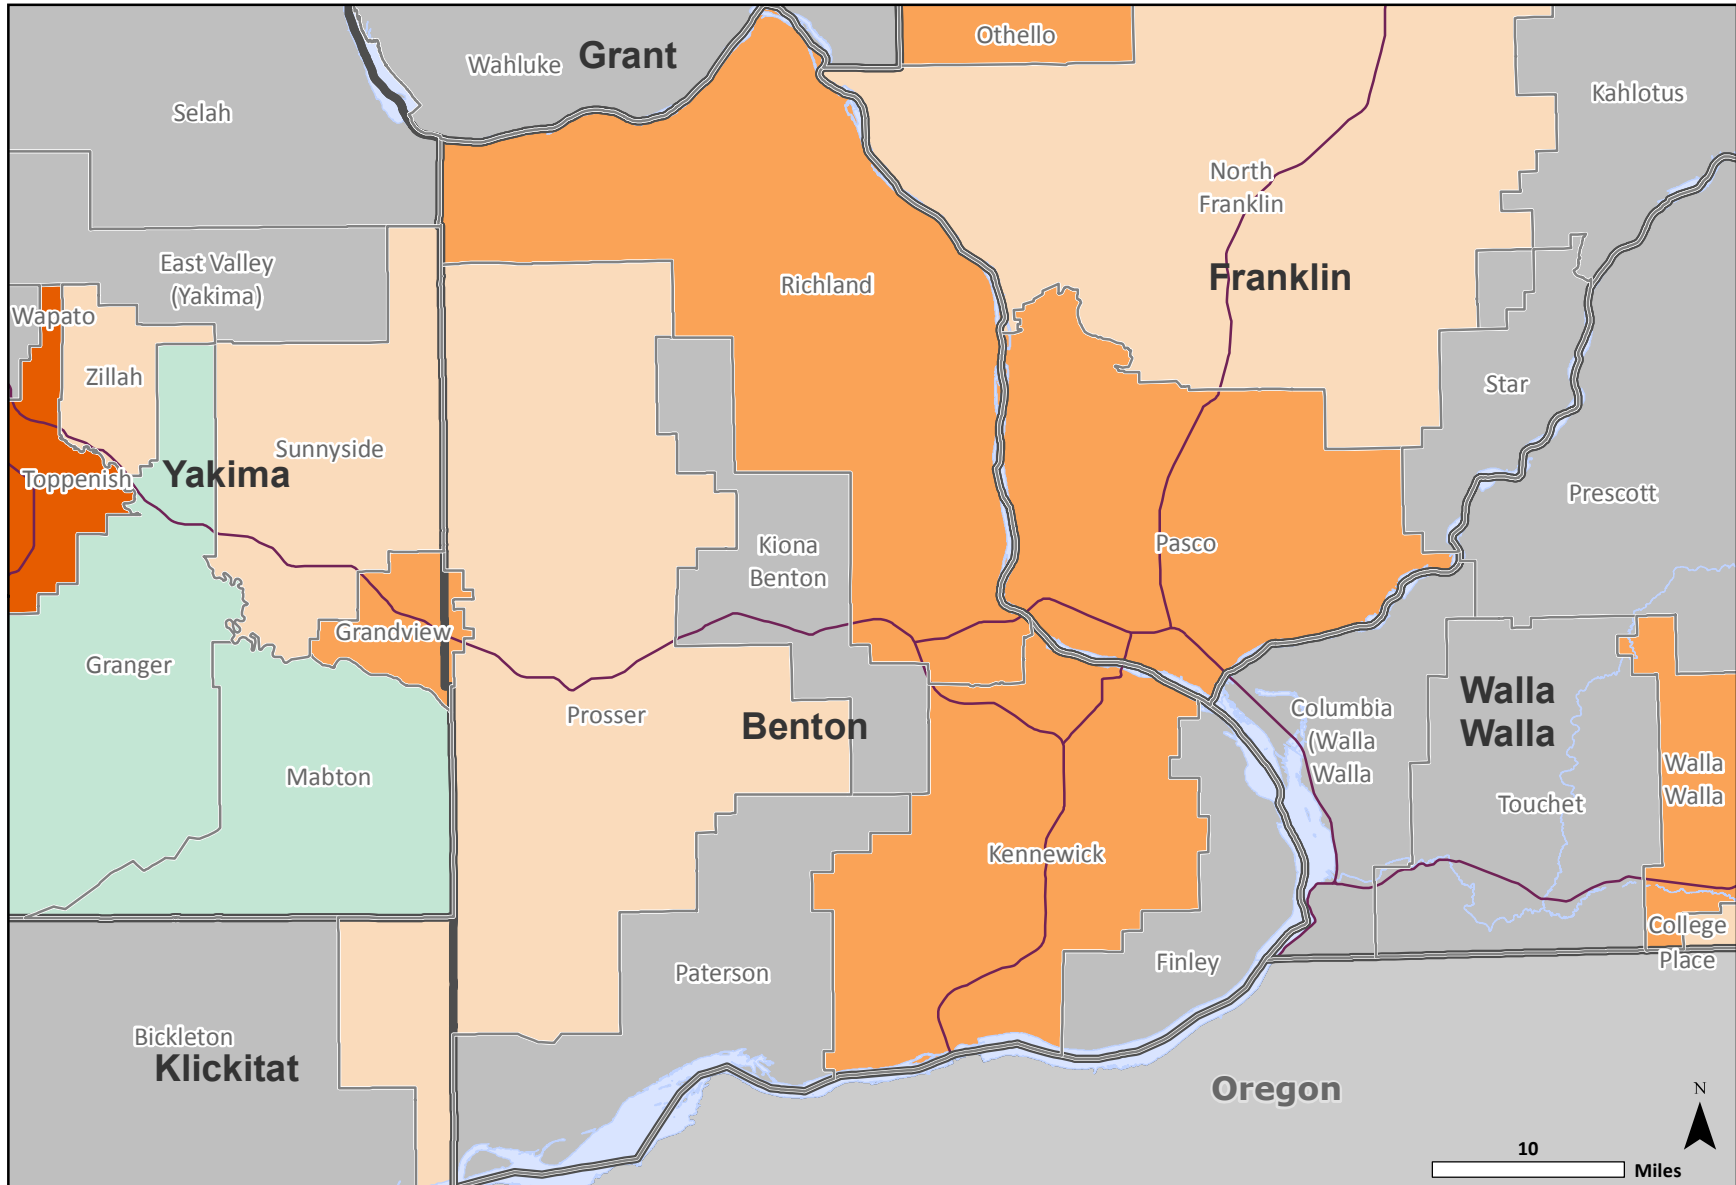 Othello
Grant
Wahluke
Kahlotus
Selah
North
Franklin
East Valley
(Yakima)
Richland
Franklin
Wapato
Zillah
Star
Sunnyside
Yakima
Toppenish
Prescott
Kiona
Benton
Pasco
Grandview
Granger
Walla
Walla
Prosser
Benton
Columbia
(Walla
Walla
Mabton
Walla
Walla
Touchet
Kennewick
College
Place
Paterson
Finley
Bickleton
Klickitat
Oregon
N
10
Miles